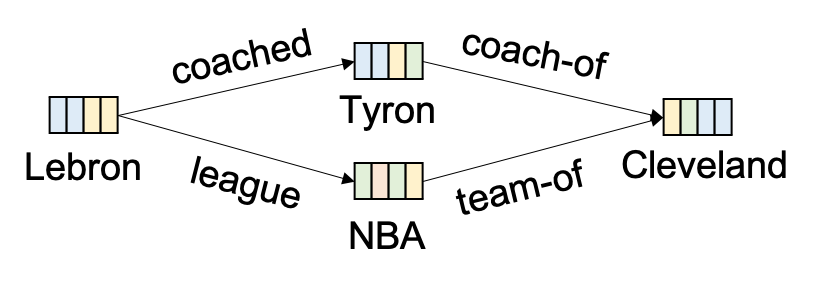 coached
coach-of
Tyron
Lebron
Cleveland
league
team-of
NBA